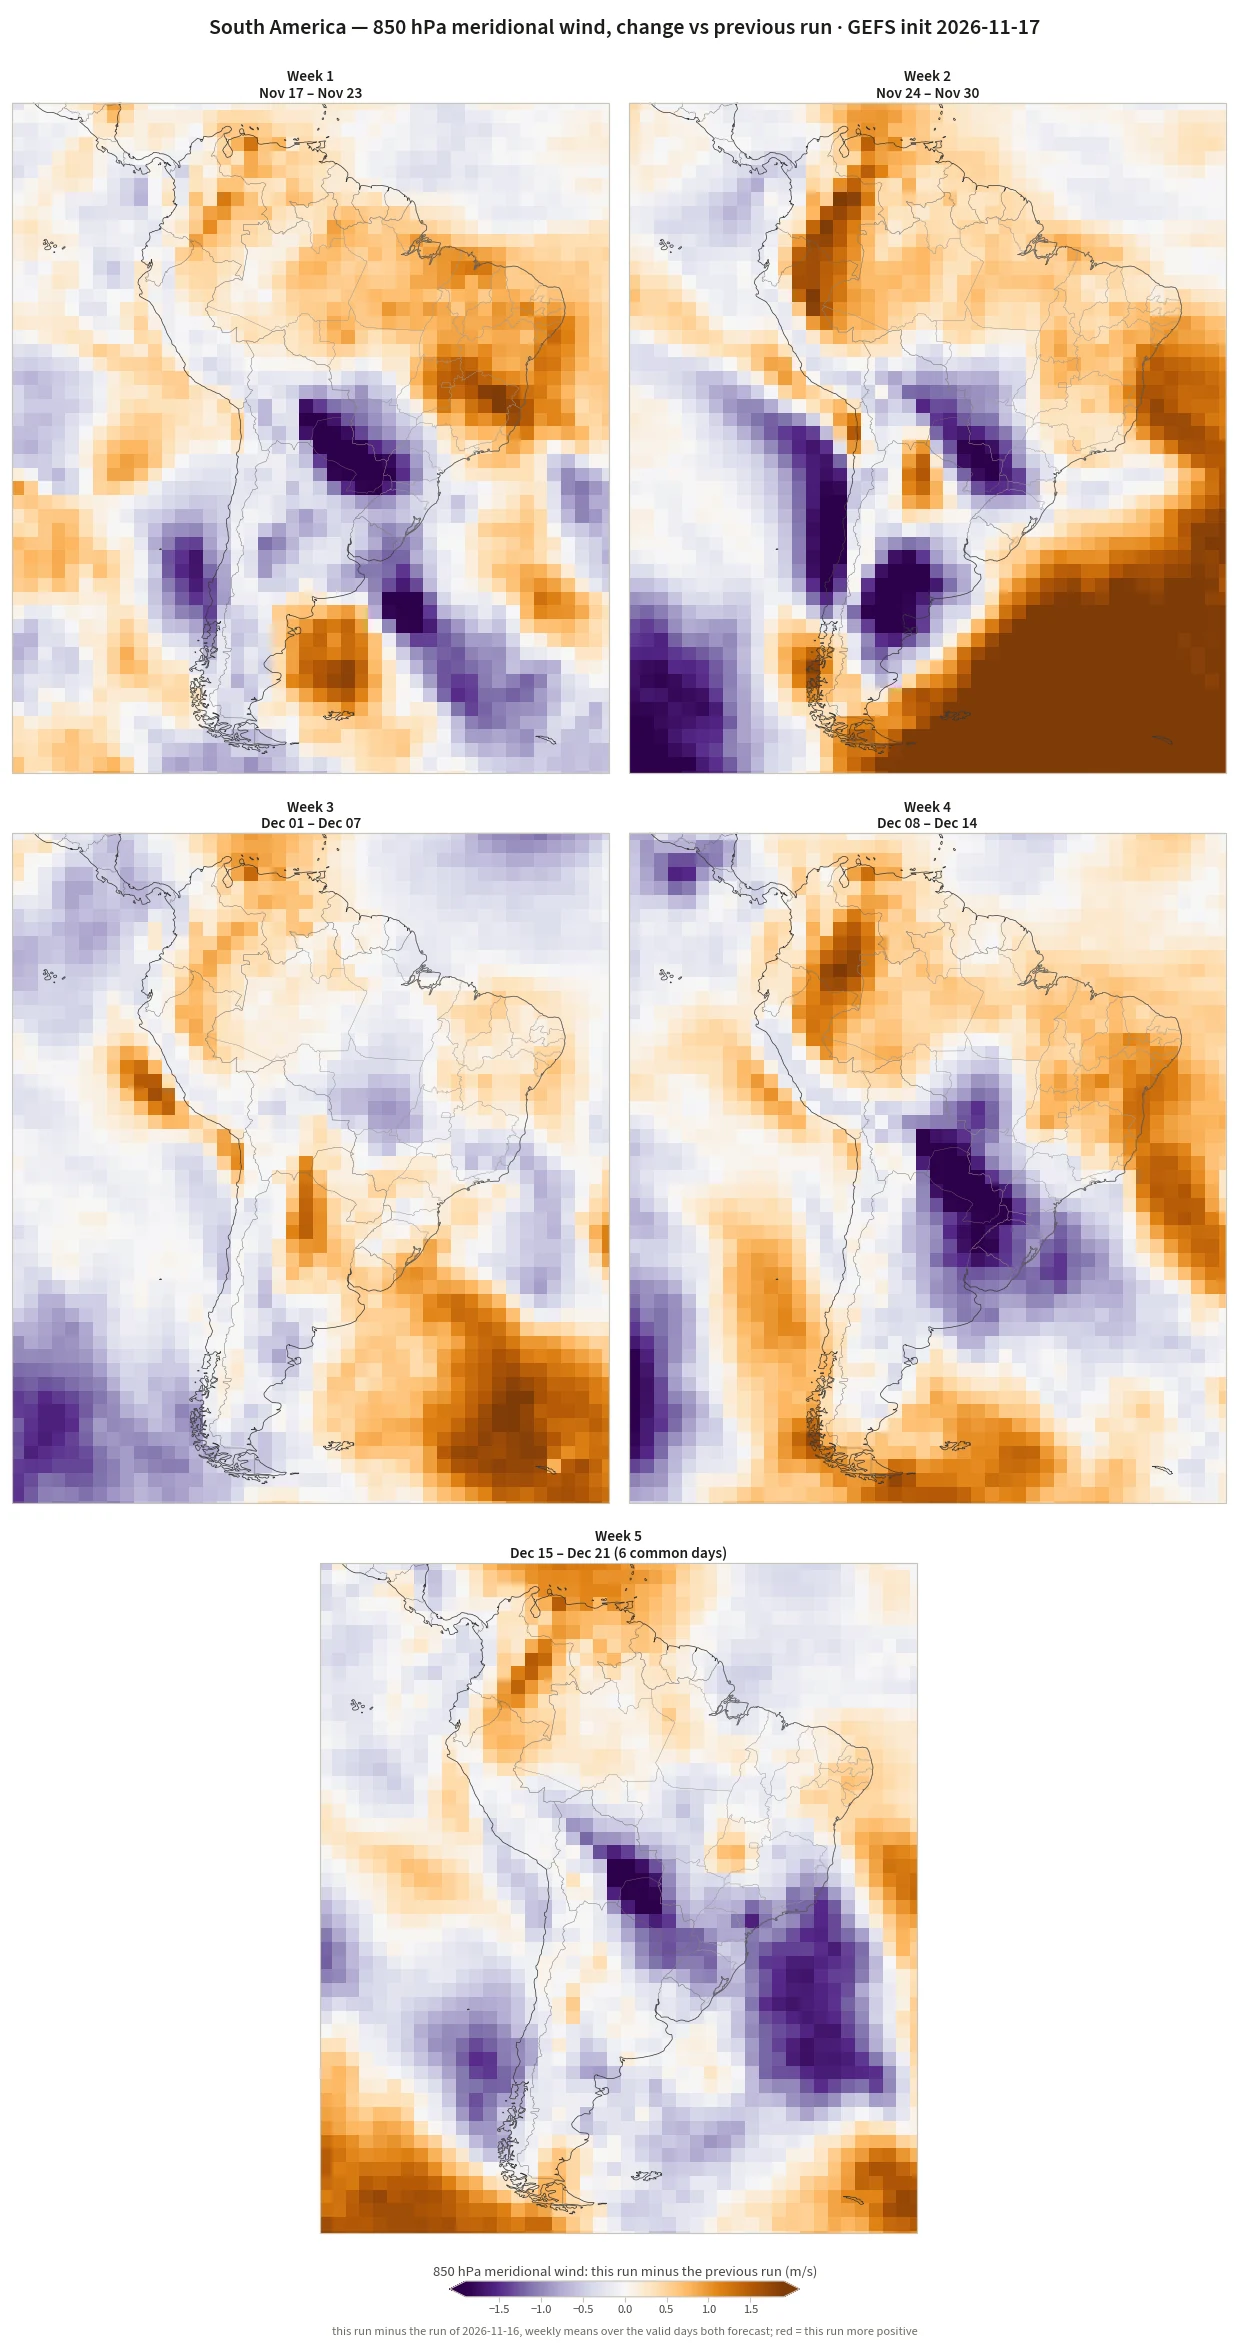 South America — 850 hPa meridional wind, change vs previous run · GEFS init 2026-11-17
Week 1
Nov 17 – Nov 23
Week 2
Nov 24 – Nov 30
Week 3
Dec 01 – Dec 07
Week 4
Dec 08 – Dec 14
Week 5
Dec 15 – Dec 21 (6 common days)
850 hPa meridional wind: this run minus the previous run (m/s)
−1.5 −1.0 −0.5 0.0 0.5 1.0 1.5
this run minus the run of 2026-11-16, weekly means over the valid days both forecast; red = this run more positive